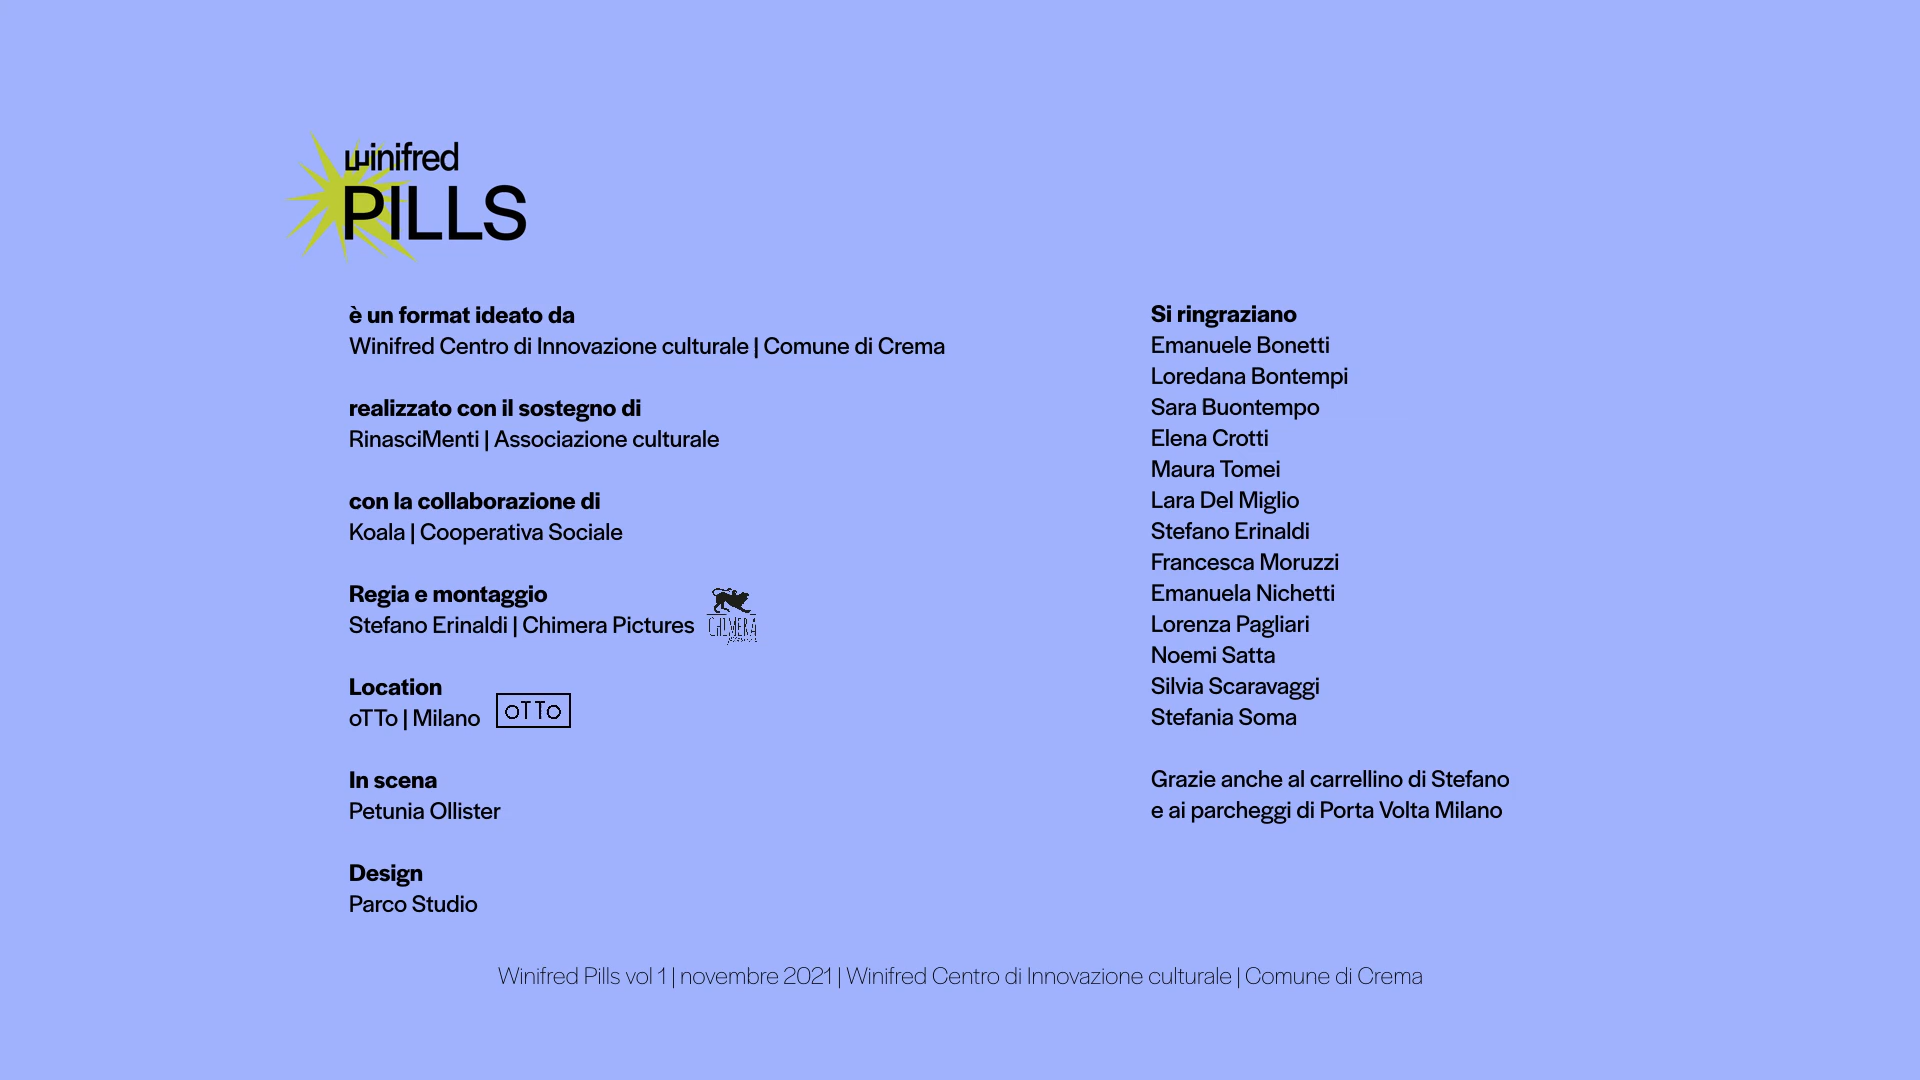 winifred
PILLS
è un format ideato da
Winifred Centro di Innovazione culturale | Comune di Crema
realizzato con il sostegno di
RinasciMenti | Associazione culturale
con la collaborazione di
Koala | Cooperativa Sociale
Regia e montaggio
Stefano Erinaldi | Chimera Pictures
CHIMERA
Location
oTTo | Milano
oTTo
In scena
Petunia Ollister
Design
Parco Studio
Si ringraziano
Emanuele Bonetti
Loredana Bontempi
Sara Buontempo
Elena Crotti
Maura Tomei
Lara Del Miglio
Stefano Erinaldi
Francesca Moruzzi
Emanuela Nichetti
Lorenza Pagliari
Noemi Satta
Silvia Scaravaggi
Stefania Soma
Grazie anche al carrellino di Stefano
e ai parcheggi di Porta Volta Milano
Winifred Pills vol 1 | novembre 2021 | Winifred Centro di Innovazione culturale | Comune di Crema